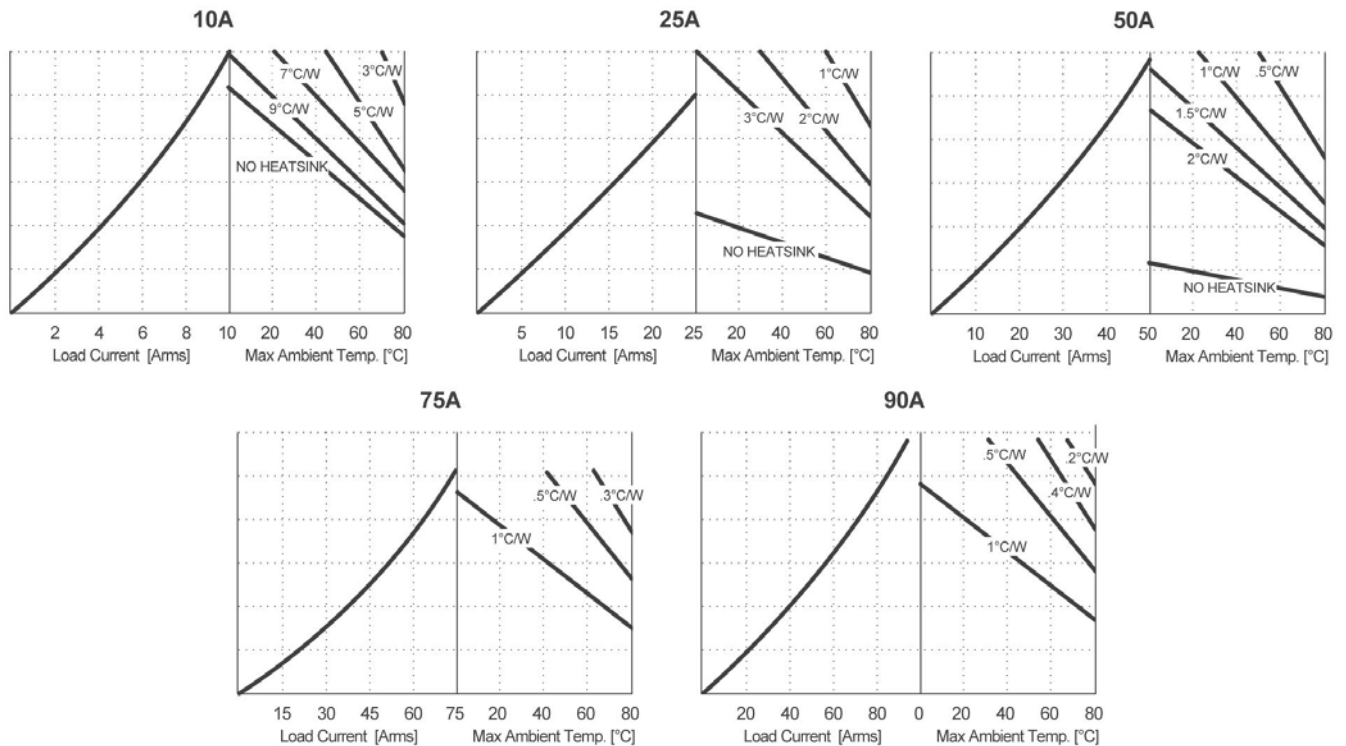 10A 25A 50A
3°C/W
7°C/W
5°C/W
9°C/W
NO HEATSINK
2 4 6 8 10 20 40 60 80
Load Current [Arms] Max Ambient Temp. [°C]
1°C/W
3°C/W 2°C/W
NO HEATSINK
5 10 15 20 25 20 40 60 80
Load Current [Arms] Max Ambient Temp. [°C]
1°C/W .5°C/W
1.5°C/W
2°C/W
NO HEATSINK
10 20 30 40 50 20 40 60 80
Load Current [Arms] Max Ambient Temp. [°C]
75A 90A
.5°C/W .3°C/W
1°C/W
15 30 45 60 75 20 40 60 80
Load Current [Arms] Max Ambient Temp. [°C]
.5°C/W .2°C/W
.4°C/W
1°C/W
20 40 60 80 0 20 40 60 80
Load Current [Arms] Max Ambient Temp. [°C]